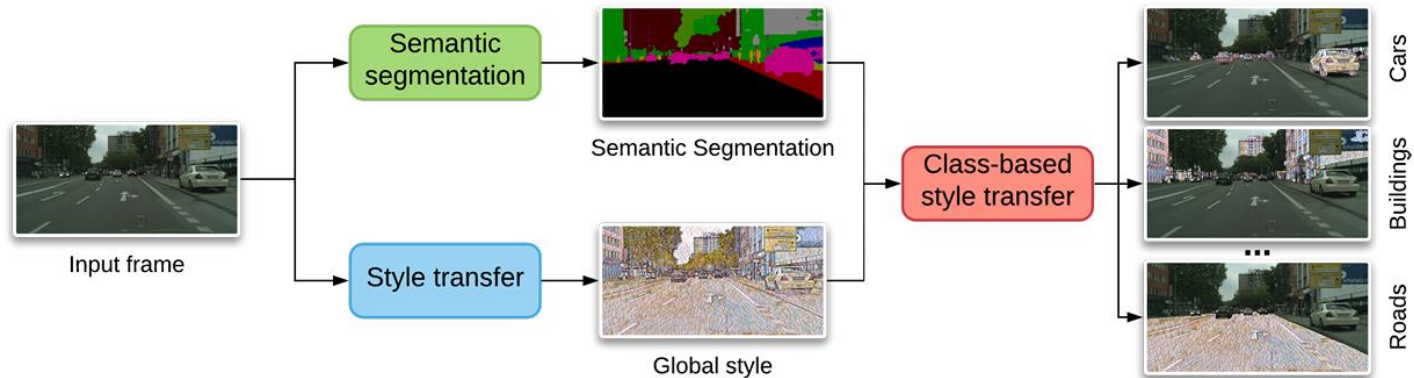 Semantic
segmentation
Semantic Segmentation
Input frame
Style transfer
Global style
Class-based
style transfer
Cars
Buildings
...
Roads